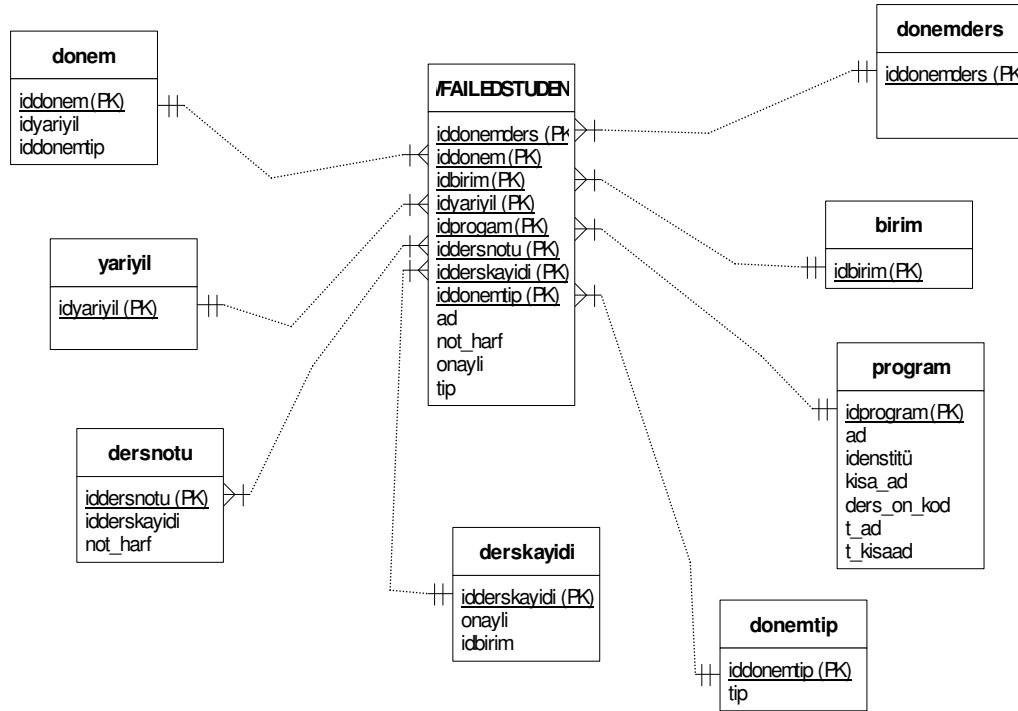 donem
iddonem (PK)
idyariyil
iddonemtip
yariyil
idyariyil (PK)
dersnotu
iddersnotu (PK)
idderskayidi
not_harf
/FAILEDSTUDEN
iddonemders (PK
iddonem (PK)
idbirim (PK)
idyariyil (PK)
idprogam (PK)
iddersnotu (PK)
idderskayidi (PK)
iddonemtip (PK)
ad
not_harf
onayli
tip
derskayidi
idderskayidi (PK)
onayli
idbirim
donemders
iddonemders (PK)
birim
idbirim (PK)
program
idprogram (PK)
ad
idenstitü
kisa_ad
ders_on_kod
t_ad
t_kisaad
donemtip
iddonemtip (PK)
tip